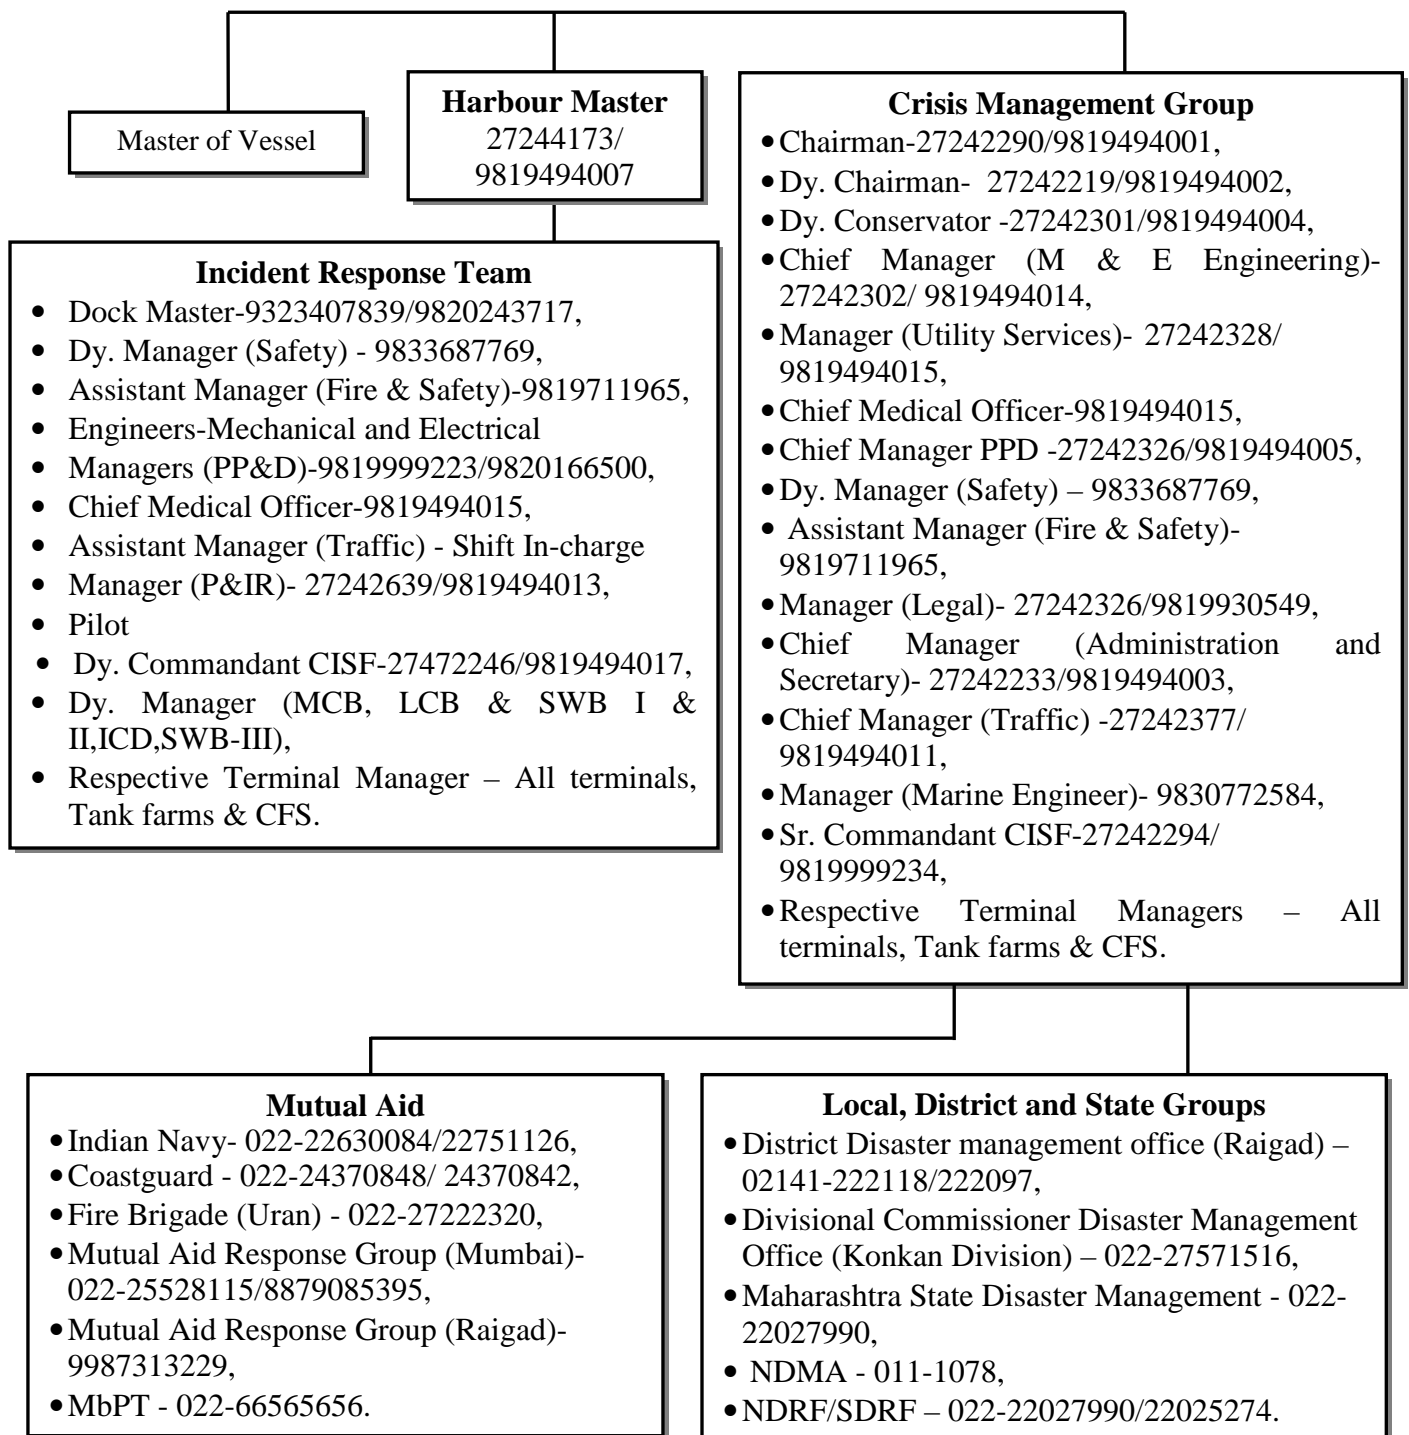 Master of Vessel
Harbour Master
27244173/
9819494007
Incident Response Team
• Dock Master-9323407839/9820243717,
• Dy. Manager (Safety) - 9833687769,
• Assistant Manager (Fire & Safety)-9819711965,
• Engineers-Mechanical and Electrical
• Managers (PP&D)-9819999223/9820166500,
• Chief Medical Officer-9819494015,
• Assistant Manager (Traffic) - Shift In-charge
• Manager (P&IR)- 27242639/9819494013,
• Pilot
• Dy. Commandant CISF-27472246/9819494017,
• Dy. Manager (MCB, LCB & SWB I &
II,ICD,SWB-III),
• Respective Terminal Manager – All terminals,
Tank farms & CFS.
Crisis Management Group
• Chairman-27242290/9819494001,
• Dy. Chairman- 27242219/9819494002,
• Dy. Conservator -27242301/9819494004,
• Chief Manager (M & E Engineering)-
27242302/ 9819494014,
• Manager (Utility Services)- 27242328/
9819494015,
• Chief Medical Officer-9819494015,
• Chief Manager PPD -27242326/9819494005,
• Dy. Manager (Safety) – 9833687769,
• Assistant Manager (Fire & Safety)-
9819711965,
• Manager (Legal)- 27242326/9819930549,
• Chief Manager (Administration and
Secretary)- 27242233/9819494003,
• Chief Manager (Traffic) -27242377/
9819494011,
• Manager (Marine Engineer)- 9830772584,
• Sr. Commandant CISF-27242294/
9819999234,
• Respective Terminal Managers – All
terminals, Tank farms & CFS.
Mutual Aid
• Indian Navy- 022-22630084/22751126,
• Coastguard - 022-24370848/ 24370842,
• Fire Brigade (Uran) - 022-27222320,
• Mutual Aid Response Group (Mumbai)-
022-25528115/8879085395,
• Mutual Aid Response Group (Raigad)-
9987313229,
• MbPT - 022-66565656.
Local, District and State Groups
• District Disaster management office (Raigad) –
02141-222118/222097,
• Divisional Commissioner Disaster Management
Office (Konkan Division) – 022-27571516,
• Maharashtra State Disaster Management - 022-
22027990,
• NDMA - 011-1078,
• NDRF/SDRF – 022-22027990/22025274.